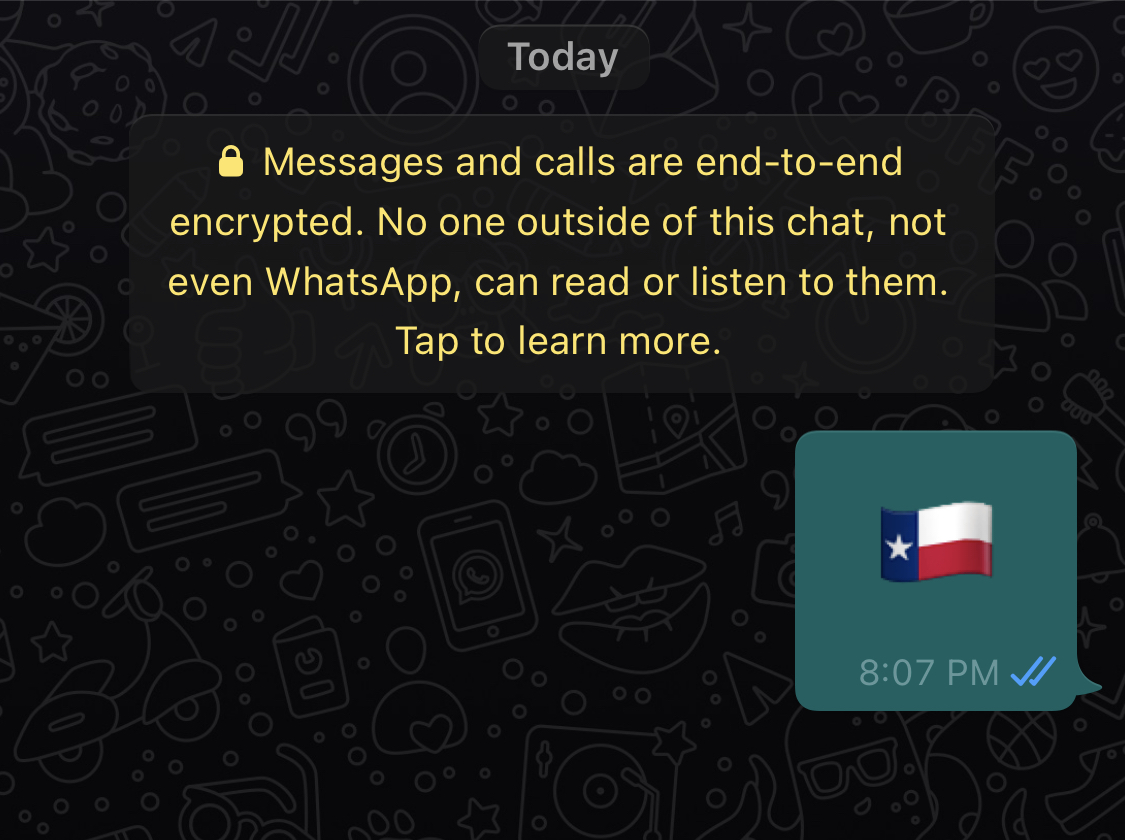 Today
🔒 Messages and calls are end-to-end
encrypted. No one outside of this chat, not
even WhatsApp, can read or listen to them.
Tap to learn more.
8:07 PM